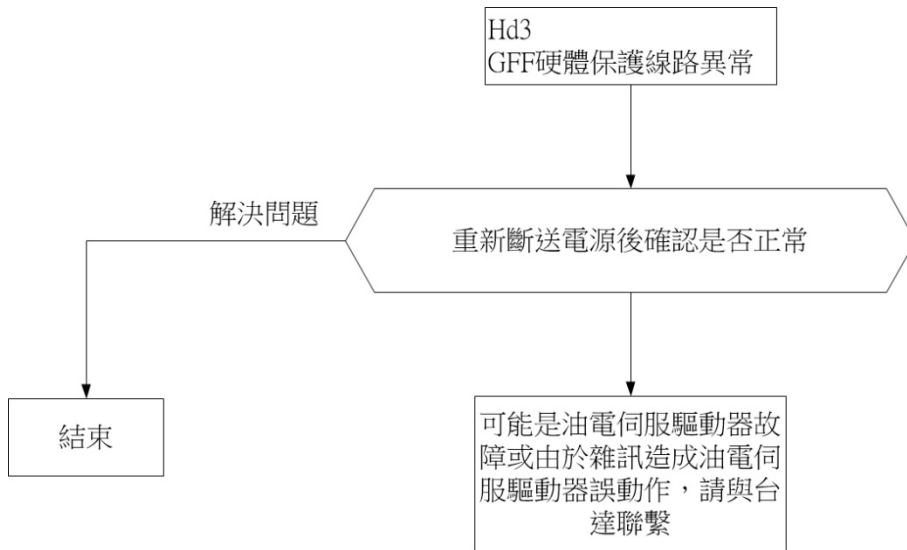 Hd3
GFF硬體保護線路異常
解決問題
重新斷送電源後確認是否正常
結束
可能是油電伺服驅動器故
障或由於雜訊造成油電伺
服驅動器誤動作，請與台
達聯繫